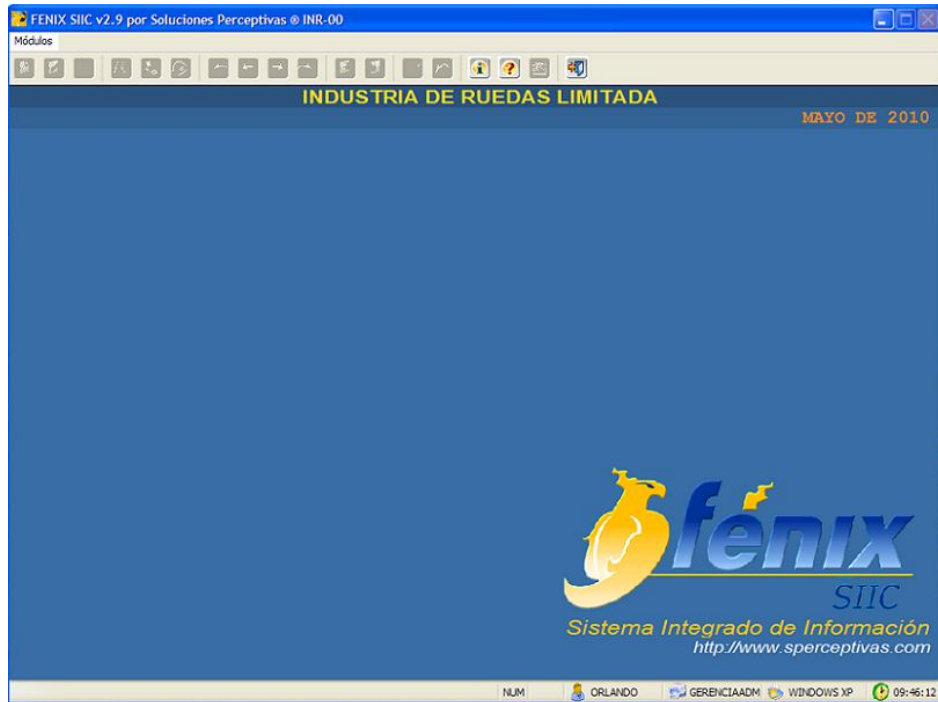 FENIX SIIC v2.9 por Soluciones Perceptivas ® INR-00
Módulos
INDUSTRIA DE RUEDAS LIMITADA
MAYO DE 2010
fénix
SIIC
Sistema Integrado de Información
http://www.sperceptivas.com
NUM ORLANDO GERENCIAADM WINDOWS XP 09:46:12